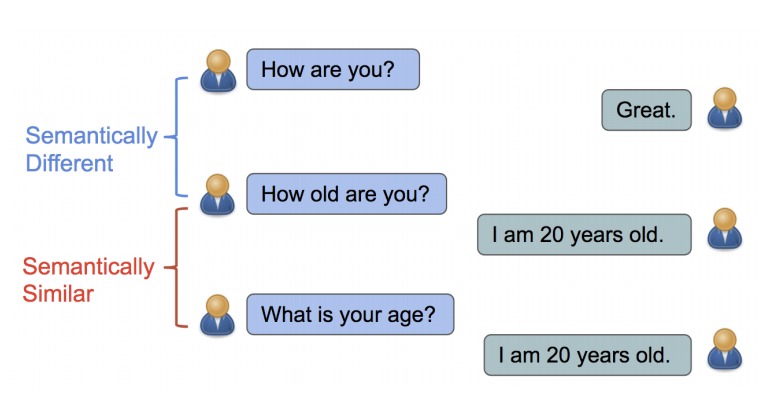 How are you?
Great.
Semantically
Different
How old are you?
I am 20 years old.
Semantically
Similar
What is your age?
I am 20 years old.